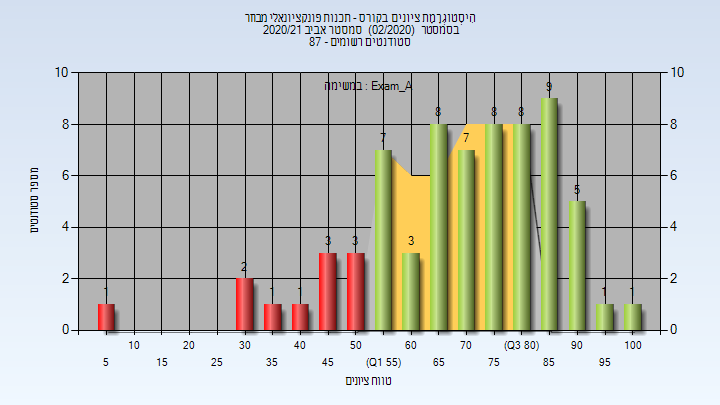 היסטוגרמת ציונים בקורס - תכנות פונקציונאלי מבחר
בסמסטר (02/2020) סמסטר אביב 2020/21
סטודנטים רשומים - 87
במשימה : Exam_A
10 10
8 8
6 6
4 4
2 2
0 0
1 2 1 1 3 3 7 3 8 7 8 8 9 5 1 1
מספר סטודנטים
10 20 30 40 50 60 70 (Q3 80) 90 100
5 15 25 35 45 (Q1 55) 65 75 85 95
טווח ציונים